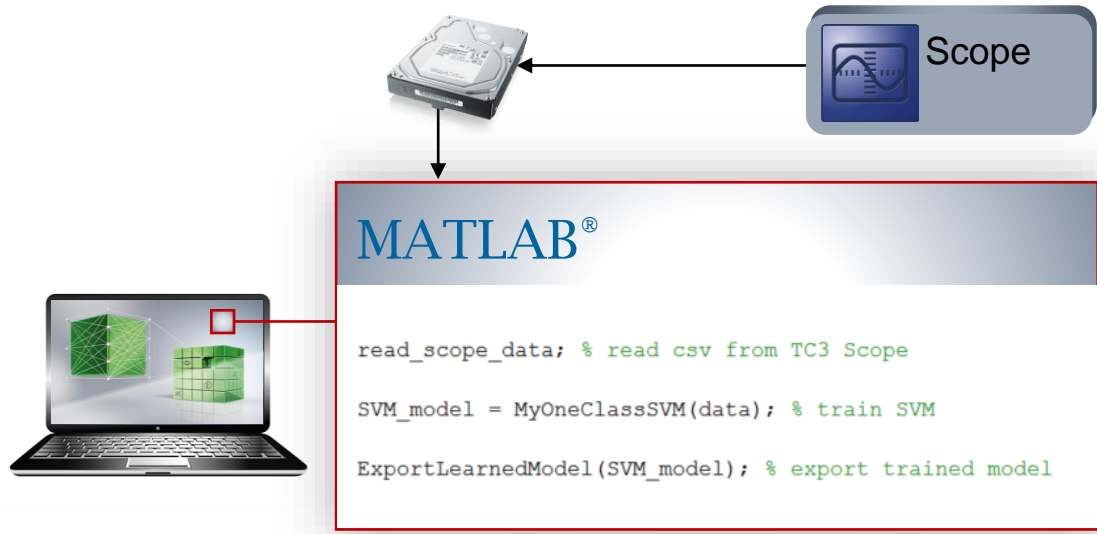 Scope
MATLAB®
read_scope_data; % read csv from TC3 Scope
SVM_model = MyOneClassSVM(data); % train SVM
ExportLearnedModel(SVM_model); % export trained model